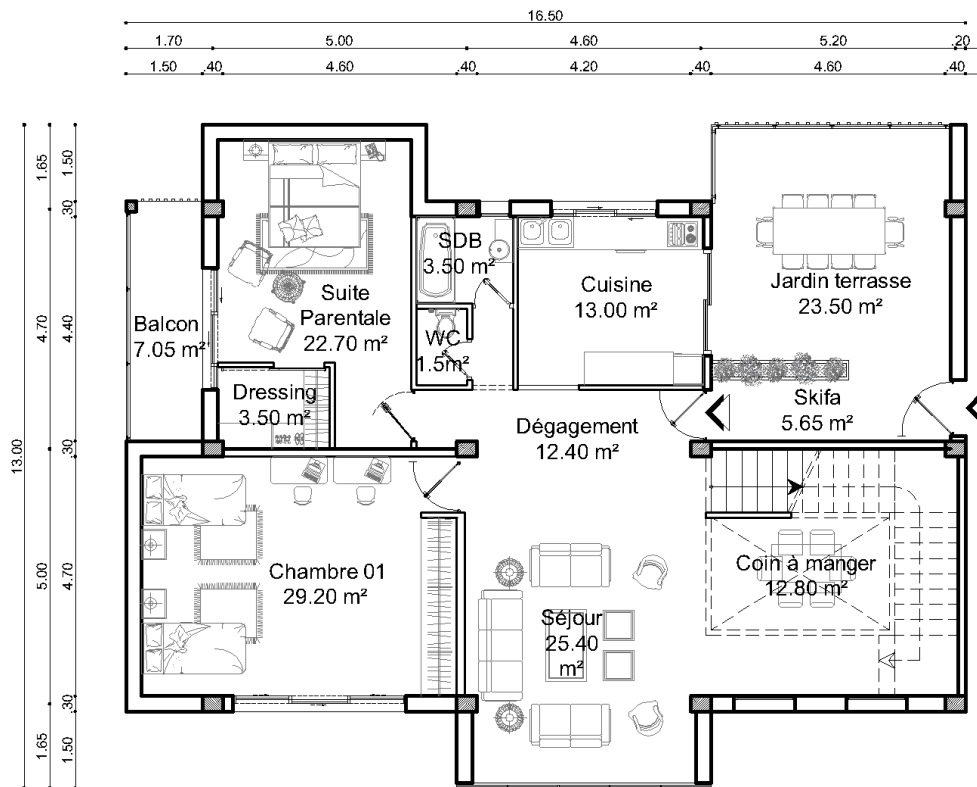 16.50
1.70 5.00 4.60 5.20 .20
1.50 .40 4.60 .40 4.20 .40 4.60 .40
13.00
1.65 4.70 5.00 1.65
1.50 .30 4.40 .30 4.70 .30 1.50
SDB
3.50 m²
Cuisine
13.00 m²
Jardin terrasse
23.50 m²
Suite
Parentale
22.70 m²
Balcon
7.05 m²
WC
1.5m²
Dressing
3.50 m²
Skifa
5.65 m²
Dégagement
12.40 m²
Chambre 01
29.20 m²
Coin à manger
12.80 m²
Séjour
25.40
m²